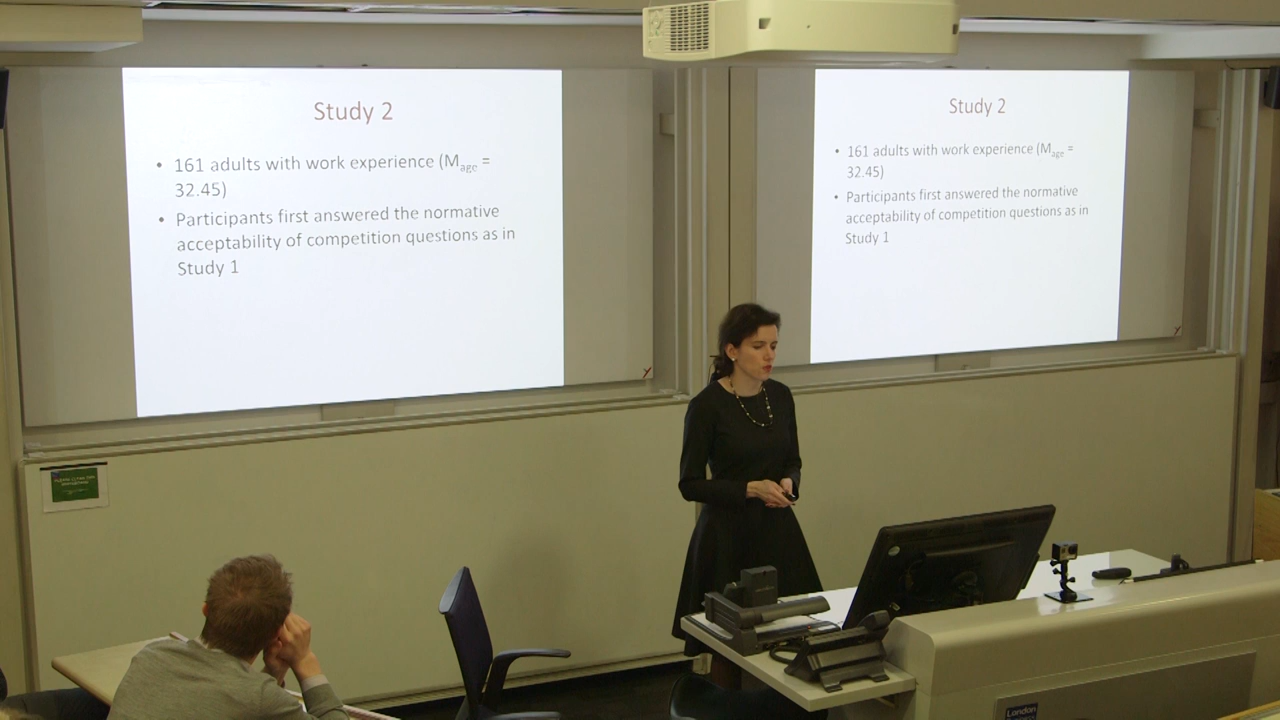 Study 2
• 161 adults with work experience (Mage =
32.45)
• Participants first answered the normative
acceptability of competition questions as in
Study 1
Study 2
• 161 adults with work experience (Mage =
32.45)
• Participants first answered the normative
acceptability of competition questions as in
Study 1
London